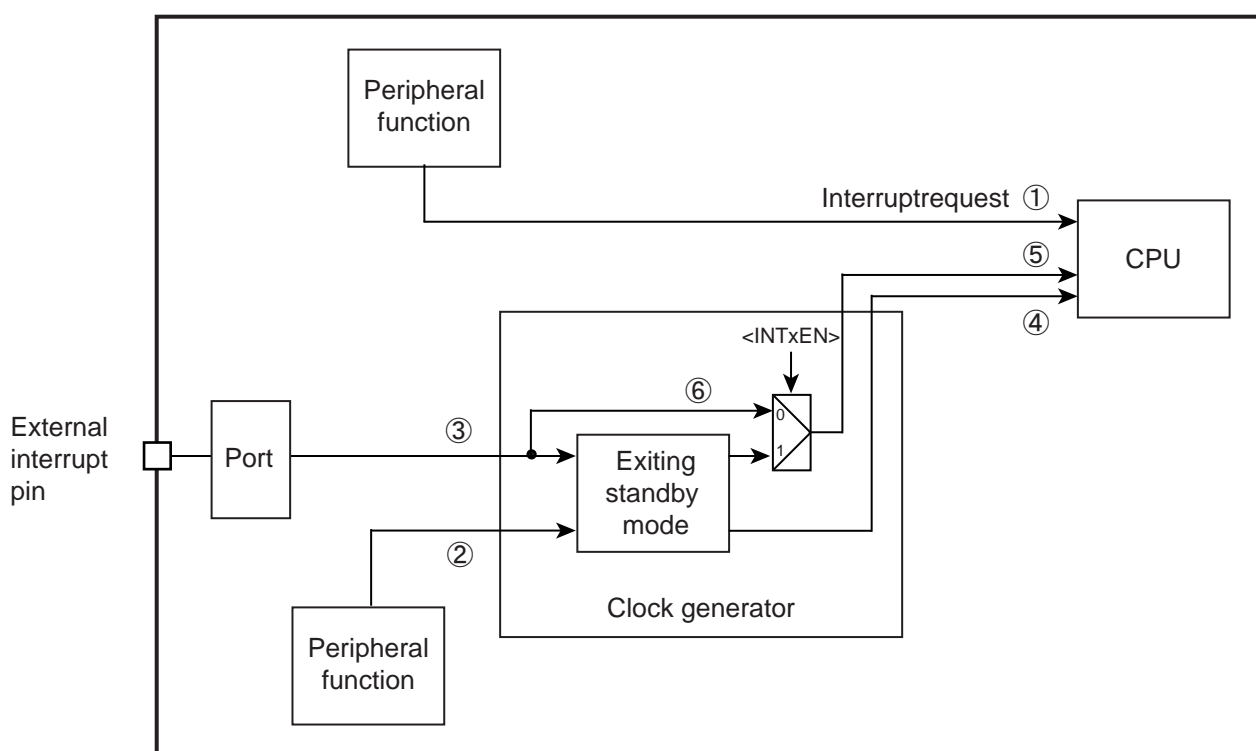 Peripheral
function
Interruptrequest ①
CPU
⑤
④
<INTxEN>
⑥
0
1
External
interrupt
pin
Port
③
Exiting
standby
mode
②
Clock generator
Peripheral
function